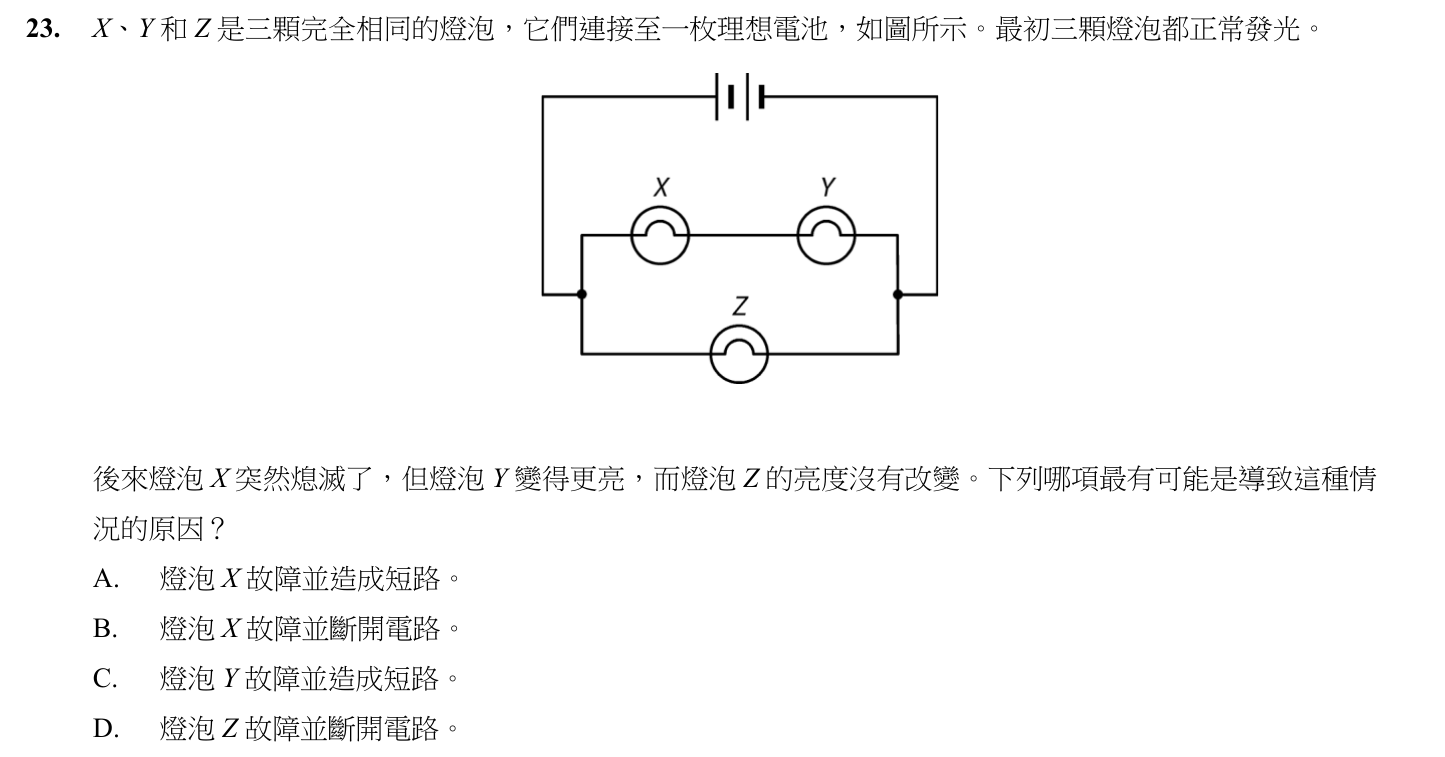 23. X、Y 和 Z 是三顆完全相同的燈泡，它們連接至一枚理想電池，如圖所示。最初三顆燈泡都正常發光。
X
Y
Z
後來燈泡 X 突然熄滅了，但燈泡 Y 變得更亮，而燈泡 Z 的亮度沒有改變。下列哪項最有可能是導致這種情
況的原因？
A. 燈泡 X 故障並造成短路。
B. 燈泡 X 故障並斷開電路。
C. 燈泡 Y 故障並造成短路。
D. 燈泡 Z 故障並斷開電路。